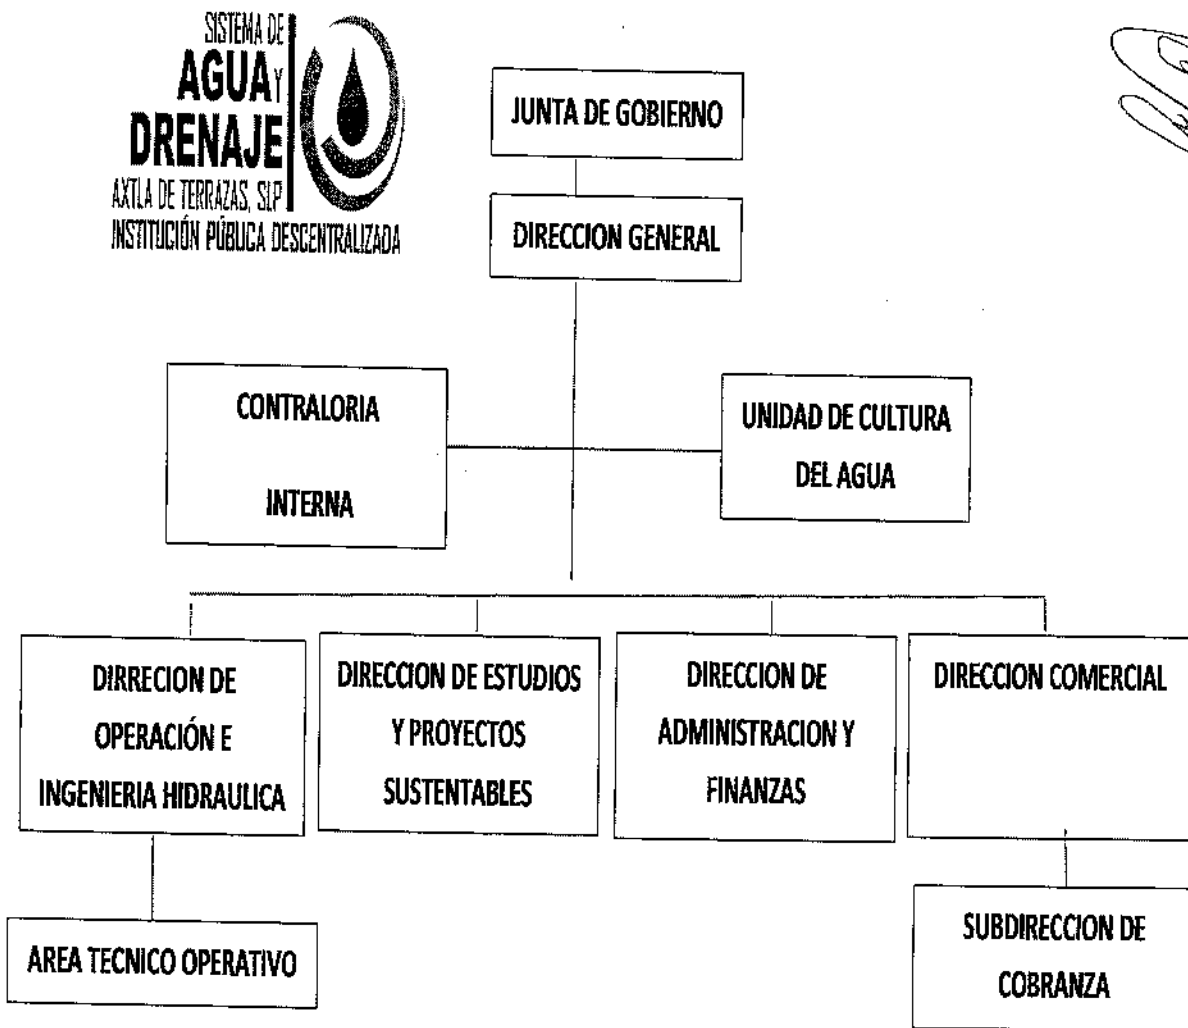 SISTEMA DE
AGUA Y
DRENAJE
AXTLA DE TERRAZAS, SLP
INSTITUCIÓN PÚBLICA DESCENTRALIZADA
JUNTA DE GOBIERNO
DIRECCION GENERAL
CONTRALORIA
INTERNA
UNIDAD DE CULTURA
DEL AGUA
DIRRECION DE
OPERACIÓN E
INGENIERIA HIDRAULICA
DIRECCION DE ESTUDIOS
Y PROYECTOS
SUSTENTABLES
DIRECCION DE
ADMINISTRACION Y
FINANZAS
DIRECCION COMERCIAL
AREA TECNICO OPERATIVO
SUBDIRECCION DE
COBRANZA